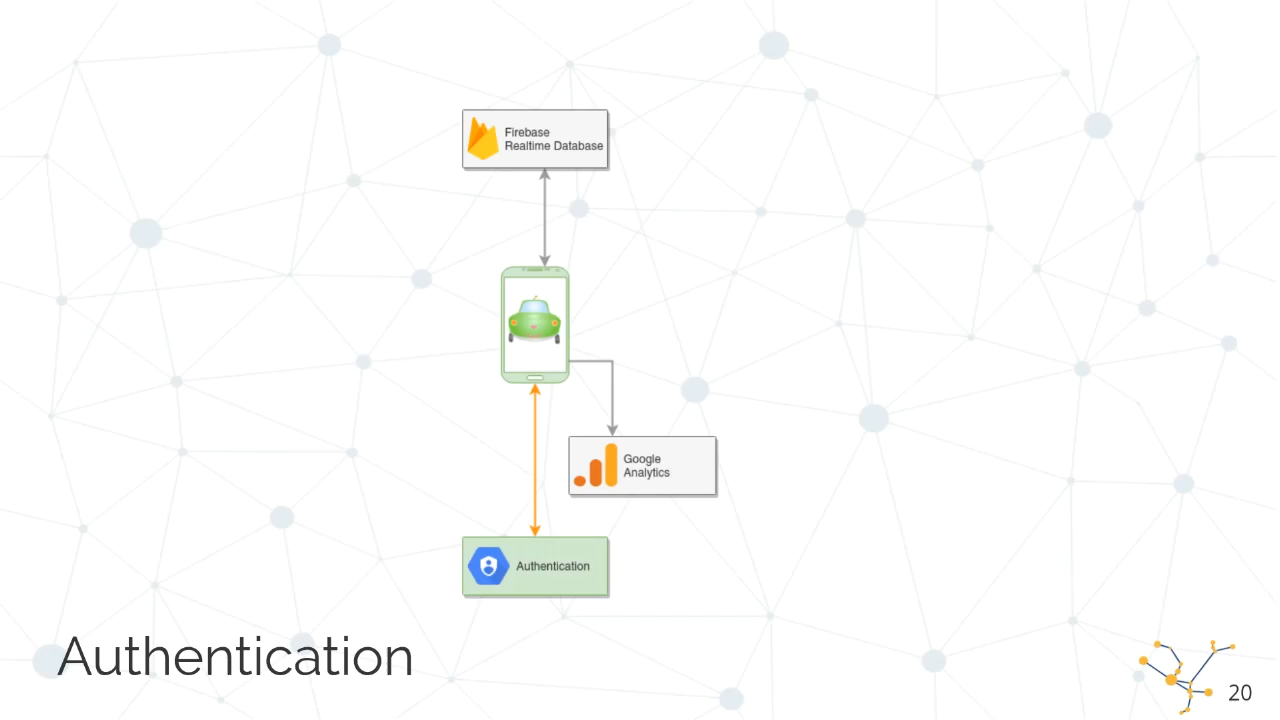 Firebase
Realtime Database
Google
Analytics
Authentication
Authentication
20